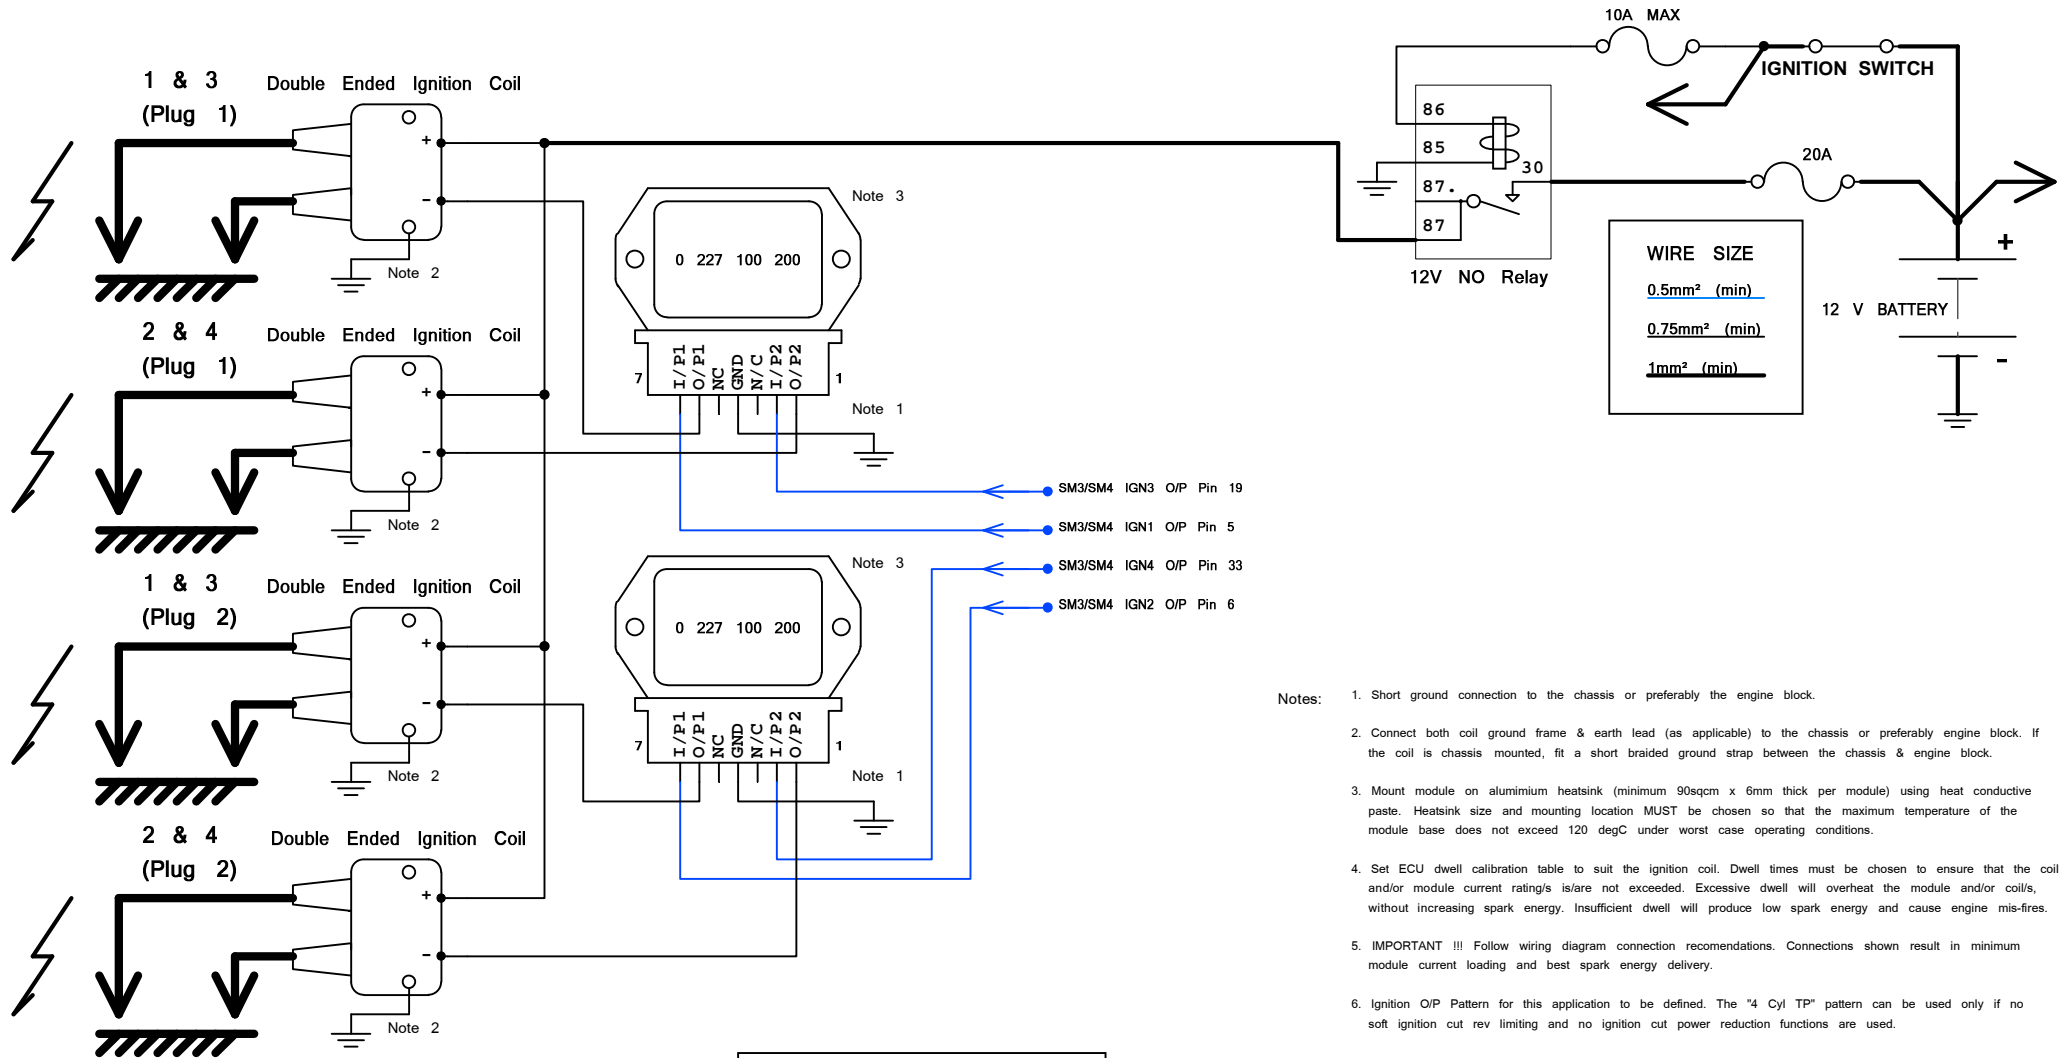 10A MAX
IGNITION SWITCH
1 & 3
(Plug 1)
Double Ended Ignition Coil
+
-
Note 2
86
85
87.
87
30
12V NO Relay
20A
WIRE SIZE
0.5mm² (min)
0.75mm² (min)
1mm² (min)
+
12 V BATTERY
-
Note 3
0 227 100 200
7
I/P1
O/P1
NC
GND
N/C
I/P2
O/P2
1
Note 1
2 & 4
(Plug 1)
Double Ended Ignition Coil
+
-
Note 2
SM3/SM4 IGN3 O/P Pin 19
SM3/SM4 IGN1 O/P Pin 5
SM3/SM4 IGN4 O/P Pin 33
SM3/SM4 IGN2 O/P Pin 6
1 & 3
(Plug 2)
Double Ended Ignition Coil
+
-
Note 2
Note 3
0 227 100 200
7
I/P1
O/P1
NC
GND
N/C
I/P2
O/P2
1
Note 1
2 & 4
(Plug 2)
Double Ended Ignition Coil
+
-
Note 2
Notes:
1. Short ground connection to the chassis or preferably the engine block.
2. Connect both coil ground frame & earth lead (as applicable) to the chassis or preferably engine block. If
the coil is chassis mounted, fit a short braided ground strap between the chassis & engine block.
3. Mount module on alumimium heatsink (minimum 90sqcm x 6mm thick per module) using heat conductive
paste. Heatsink size and mounting location MUST be chosen so that the maximum temperature of the
module base does not exceed 120 degC under worst case operating conditions.
4. Set ECU dwell calibration table to suit the ignition coil. Dwell times must be chosen to ensure that the coil
and/or module current rating/s is/are not exceeded. Excessive dwell will overheat the module and/or coil/s,
without increasing spark energy. Insufficient dwell will produce low spark energy and cause engine mis-fires.
5. IMPORTANT !!! Follow wiring diagram connection recomendations. Connections shown result in minimum
module current loading and best spark energy delivery.
6. Ignition O/P Pattern for this application to be defined. The "4 Cyl TP" pattern can be used only if no
soft ignition cut rev limiting and no ignition cut power reduction functions are used.